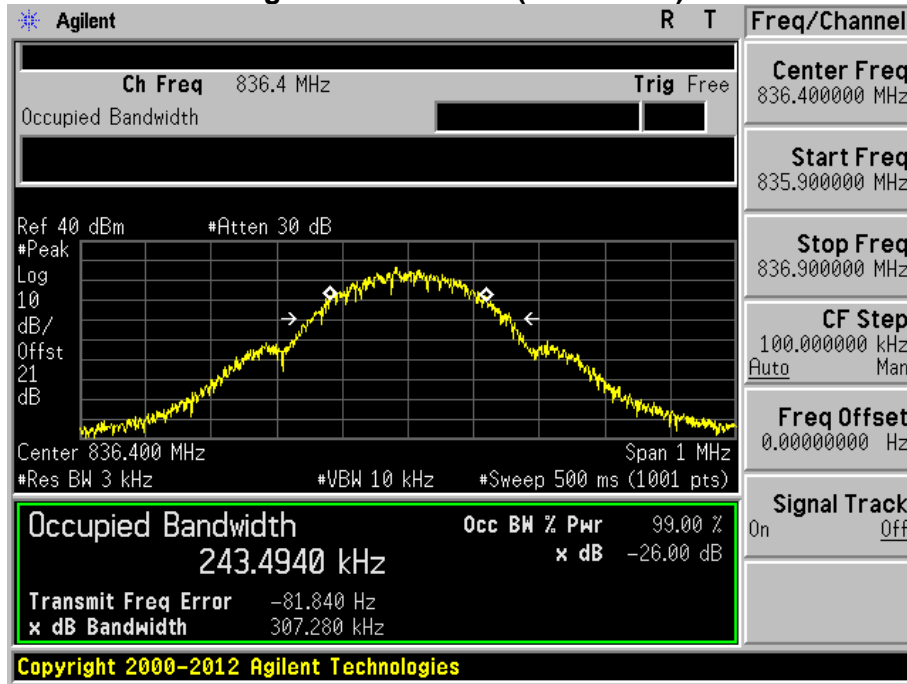 Agilent R T
Ch Freq 836.4 MHz Trig Free
Occupied Bandwidth
Ref 40 dBm #Atten 30 dB
#Peak
Log
10
dB/
Offst
21
dB
Center 836.400 MHz Span 1 MHz
#Res BW 3 kHz #VBW 10 kHz #Sweep 500 ms (1001 pts)
Occupied Bandwidth
243.4940 kHz
Occ BW % Pwr 99.00 %
x dB -26.00 dB
Transmit Freq Error -81.840 Hz
x dB Bandwidth 307.280 kHz
Copyright 2000-2012 Agilent Technologies
Freq/Channel
Center Freq
836.400000 MHz
Start Freq
835.900000 MHz
Stop Freq
836.900000 MHz
CF Step
100.000000 kHz
Auto Man
Freq Offset
0.00000000 Hz
Signal Track
On Off